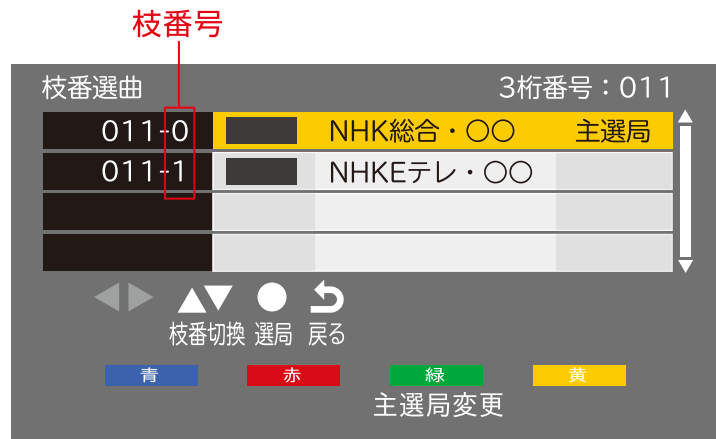 枝番号
枝番選曲 3桁番号：011
011-0 NHK総合・〇〇 主選局
011-1 NHKEテレ・〇〇
枝番切換 選局 戻る
青 赤 緑 黄
主選局変更